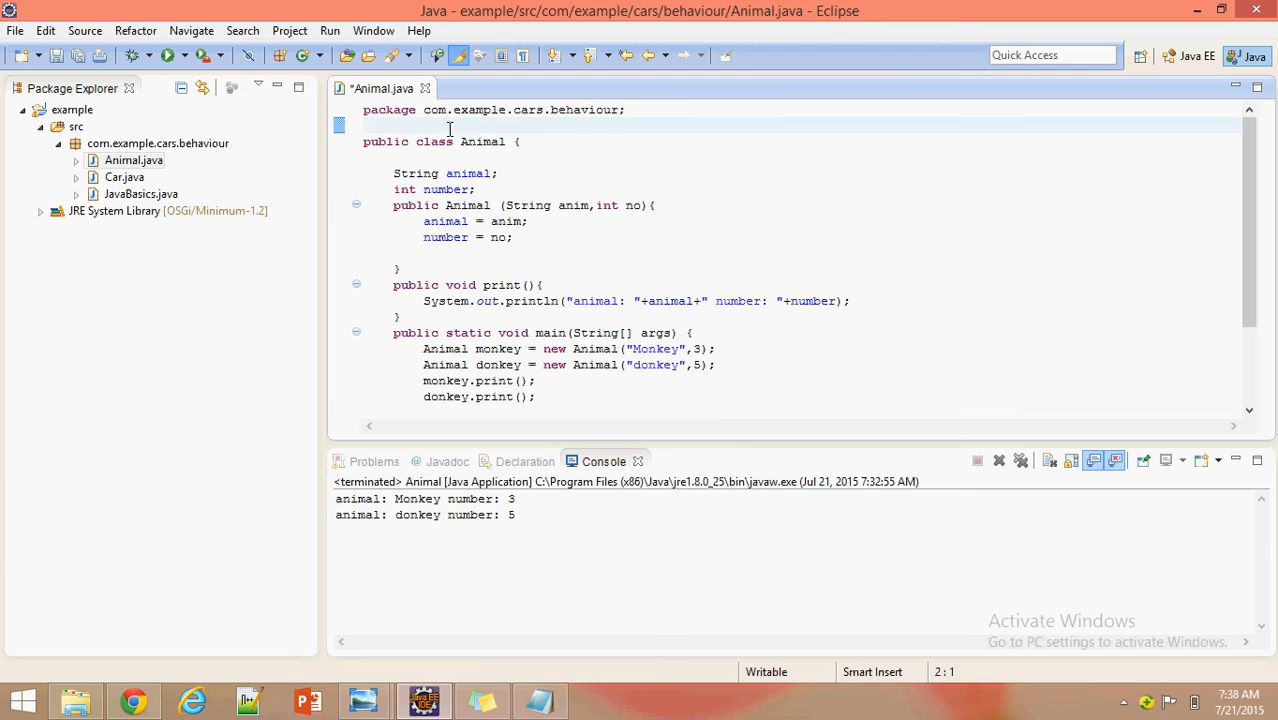 Java - example/src/com/example/cars/behaviour/Animal.java - Eclipse
File Edit Source Refactor Navigate Search Project Run Window Help
Quick Access
Java EE
Java
Package Explorer
example
src
com.example.cars.behaviour
Animal.java
Car.java
JavaBasics.java
JRE System Library [OSGi/Minimum-1.2]
*Animal.java
package com.example.cars.behaviour;
public class Animal {
String animal;
int number;
public Animal (String anim,int no){
animal = anim;
number = no;
}
public void print(){
System.out.println("animal: "+animal+" number: "+number);
}
public static void main(String[] args) {
Animal monkey = new Animal("Monkey",3);
Animal donkey = new Animal("donkey",5);
monkey.print();
donkey.print();
Problems @ Javadoc Declaration Console
<terminated> Animal [Java Application] C:\Program Files (x86)\Java\jre1.8.0_25\bin\javaw.exe (Jul 21, 2015 7:32:55 AM)
animal: Monkey number: 3
animal: donkey number: 5
Activate Windows
Go to PC settings to activate Windows.
Writable Smart Insert 2 : 1
Java EE
IDE
7:38 AM
7/21/2015